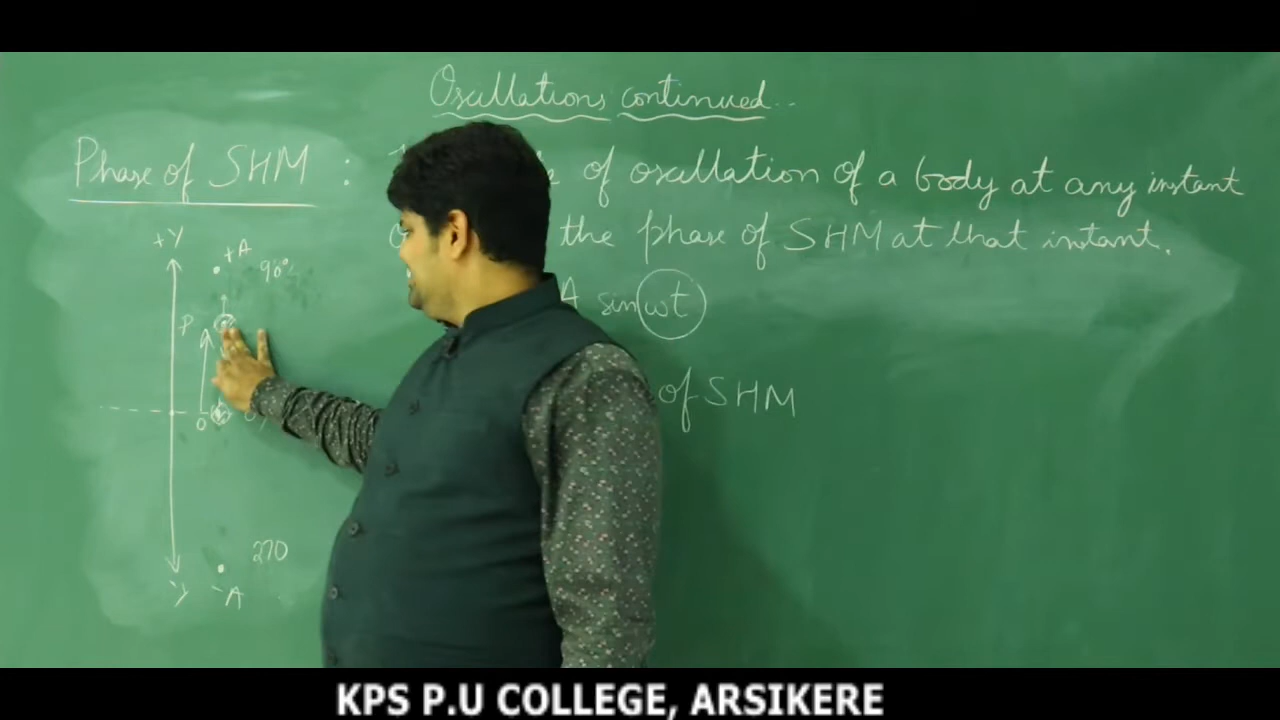 Oscillations continued..
Phase of SHM : of oscillation of a body at any instant
the phase of SHM at that instant.
+Y
+A
90°
A sin ωt
P
of SHM
O
270
-Y
-A
KPS P.U COLLEGE, ARSIKERE